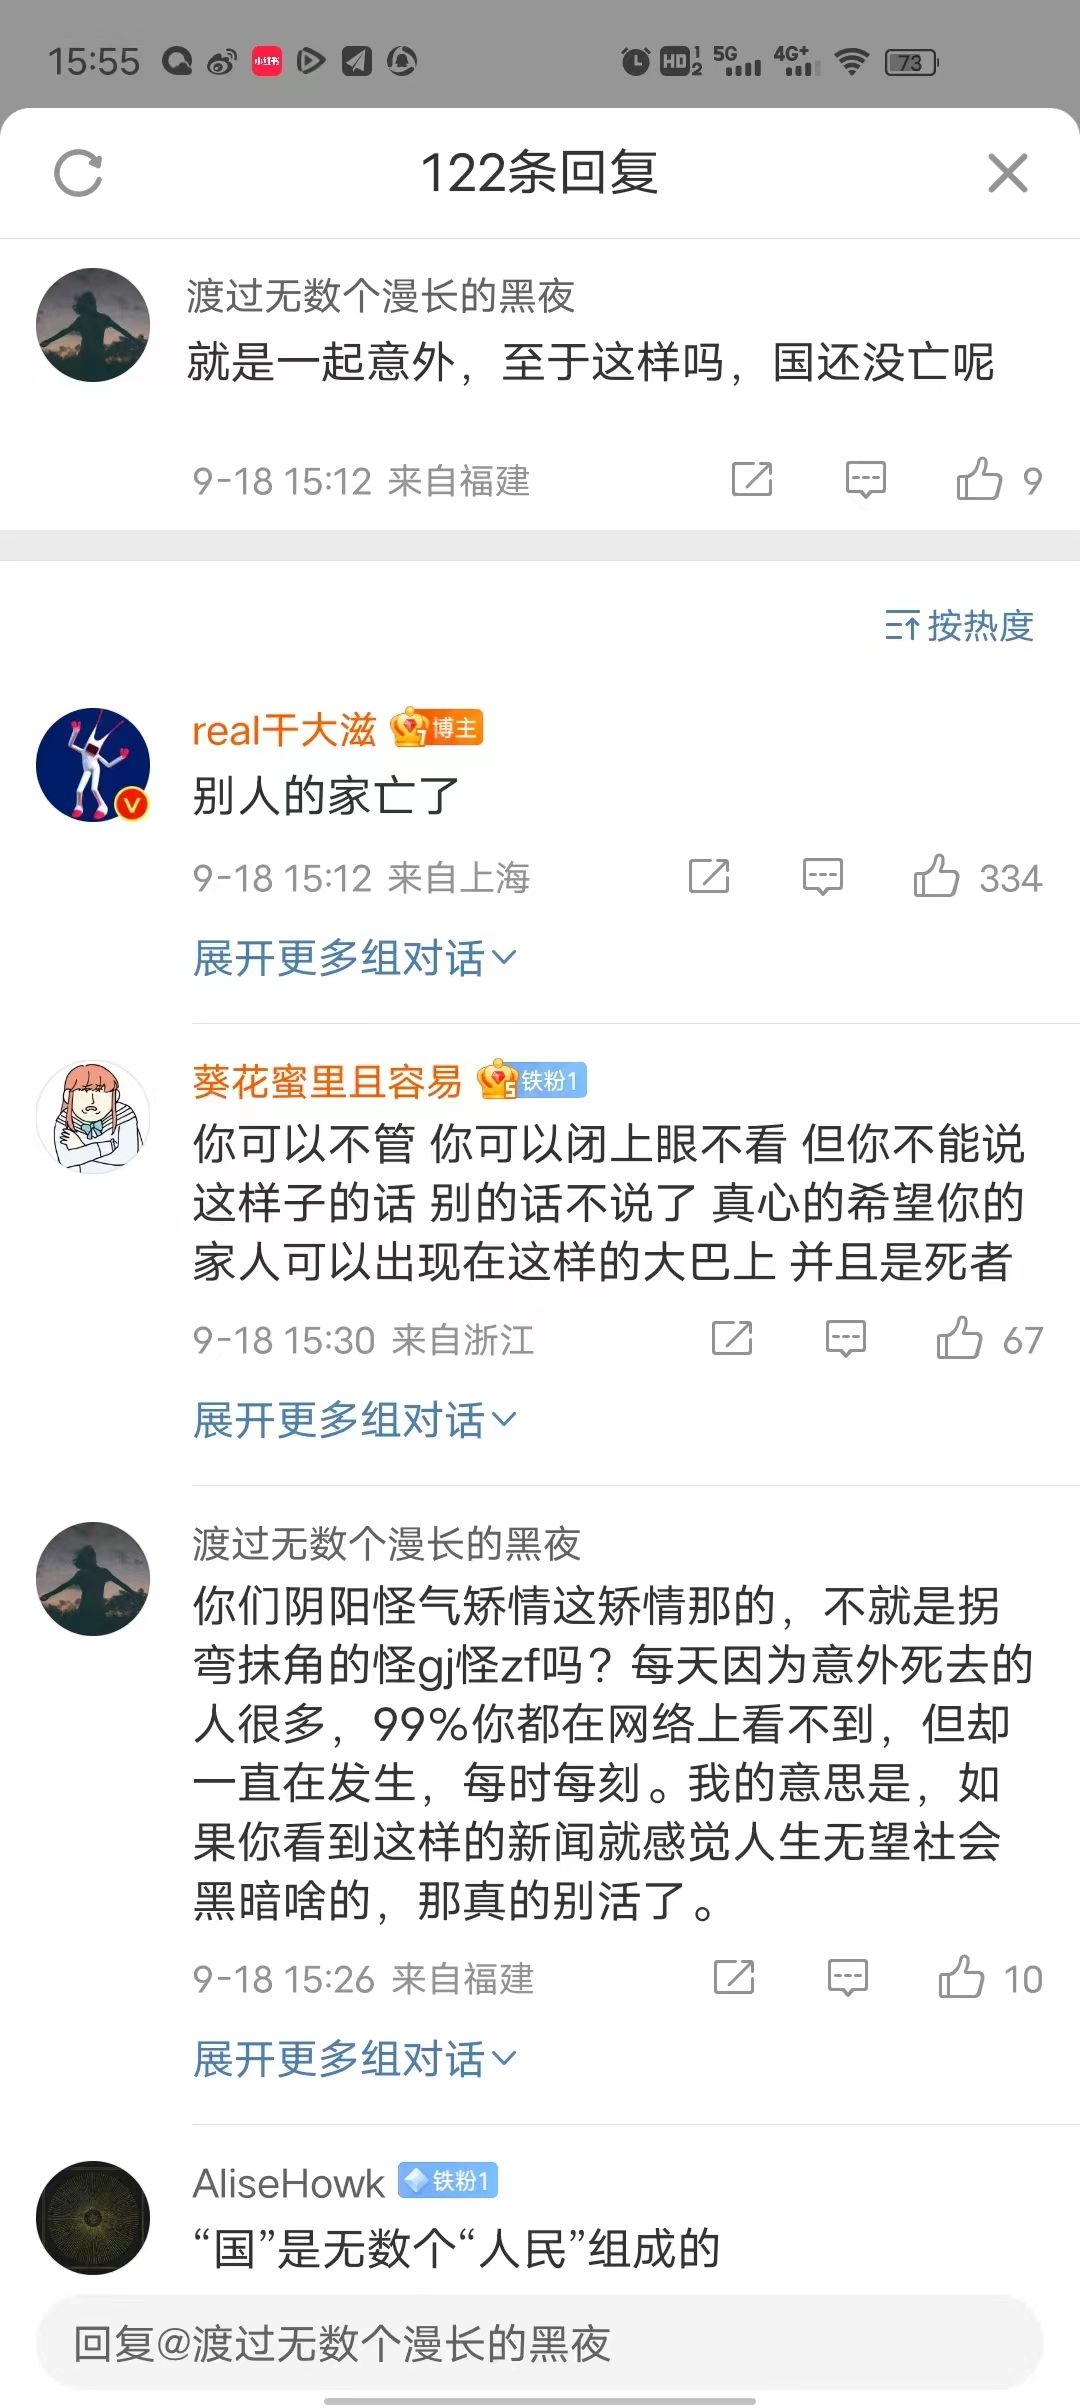 15:55
小红书
HD 1 2 5G 4G+ 73
122条回复
渡过无数个漫长的黑夜
就是一起意外，至于这样吗，国还没亡呢
9-18 15:12 来自福建 9
按热度
real干大滋 7 博主
别人的家亡了
9-18 15:12 来自上海 334
展开更多组对话
葵花蜜里且容易 5 铁粉1
你可以不管 你可以闭上眼不看 但你不能说
这样子的话 别的话不说了 真心的希望你的
家人可以出现在这样的大巴上 并且是死者
9-18 15:30 来自浙江 67
展开更多组对话
渡过无数个漫长的黑夜
你们阴阳怪气矫情这矫情那的，不就是拐
弯抹角的怪gj怪zf吗？每天因为意外死去的
人很多，99%你都在网络上看不到，但却
一直在发生，每时每刻。我的意思是，如
果你看到这样的新闻就感觉人生无望社会
黑暗啥的，那真的别活了。
9-18 15:26 来自福建 10
展开更多组对话
AliseHowk 铁粉1
“国”是无数个“人民”组成的
回复@渡过无数个漫长的黑夜